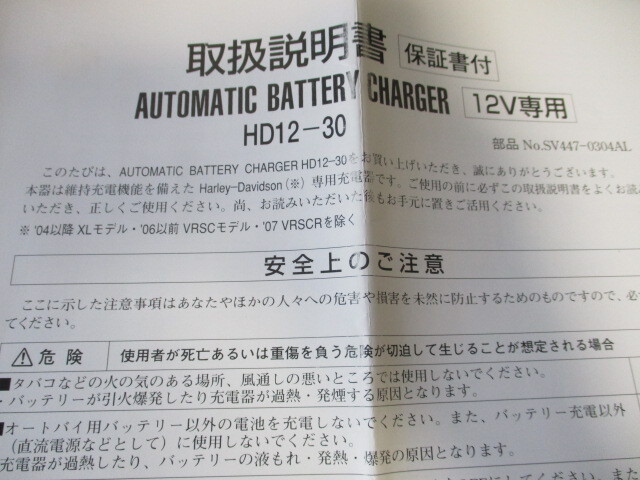 取扱説明書 保証書付
AUTOMATIC BATTERY CHARGER 12V専用
HD12-30
部品 No.SV447-0304AL
このたびは、AUTOMATIC BATTERY CHARGER HD12-30をお買い上げいただき、誠にありがとうございます。
本器は維持充電機能を備えた Harley-Davidson(※)専用充電器です。ご使用の前に必ずこの取扱説明書をよくお読み
いただき、正しくご使用ください。尚、お読みいただいた後もお手元に置きご活用ください。
※ '04以降 XLモデル・'06以前 VRSCモデル・'07 VRSCRを除く
安全上のご注意
ここに示した注意事項はあなたやほかの人々への危害や損害を未然に防止するためのものですので、必
てください。
危険 使用者が死亡あるいは重傷を負う危険が切迫して生じることが想定される場合
■タバコなどの火の気のある場所、風通しの悪いところでは使用しないでください。
・バッテリーが引火爆発したり充電器が過熱・発煙する原因となります。
■オートバイ用バッテリー以外の電池を充電しないでください。また、バッテリー充電以外
(直流電源などとして)に使用しないでください。
充電器が過熱したり、バッテリーの液もれ・発熱・爆発の原因となります。
にしてください。また